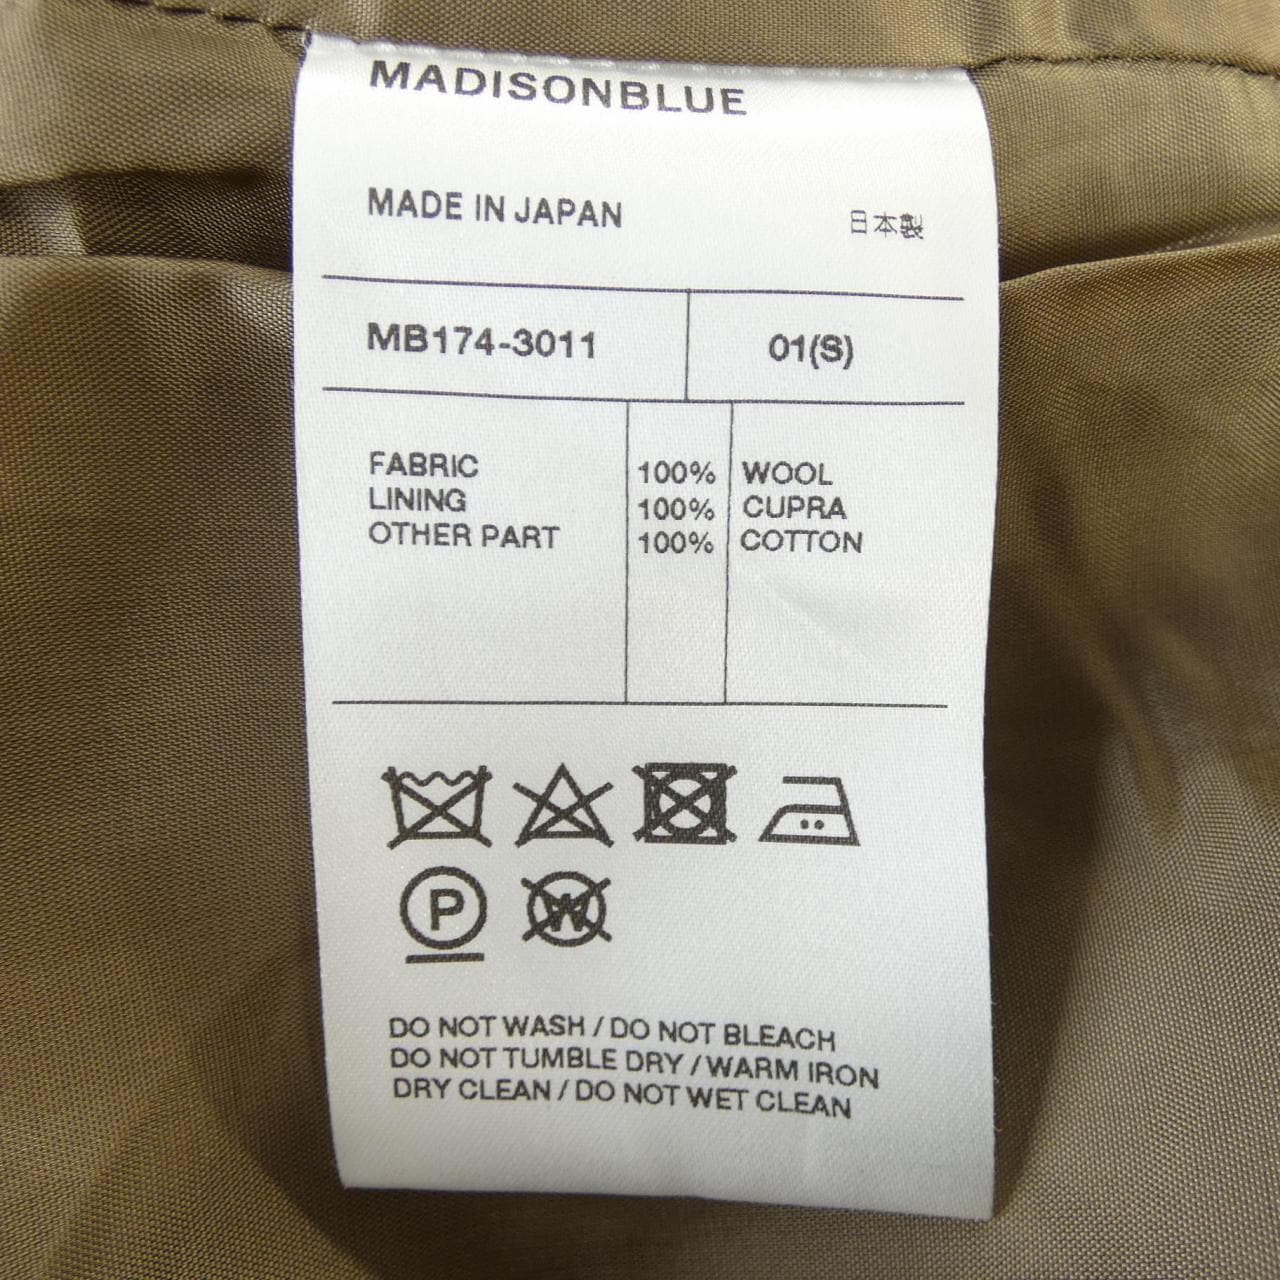 MADISONBLUE
MADE IN JAPAN 日本製
MB174-3011 01(S)
FABRIC 100% WOOL
LINING 100% CUPRA
OTHER PART 100% COTTON
P W
DO NOT WASH / DO NOT BLEACH
DO NOT TUMBLE DRY / WARM IRON
DRY CLEAN / DO NOT WET CLEAN